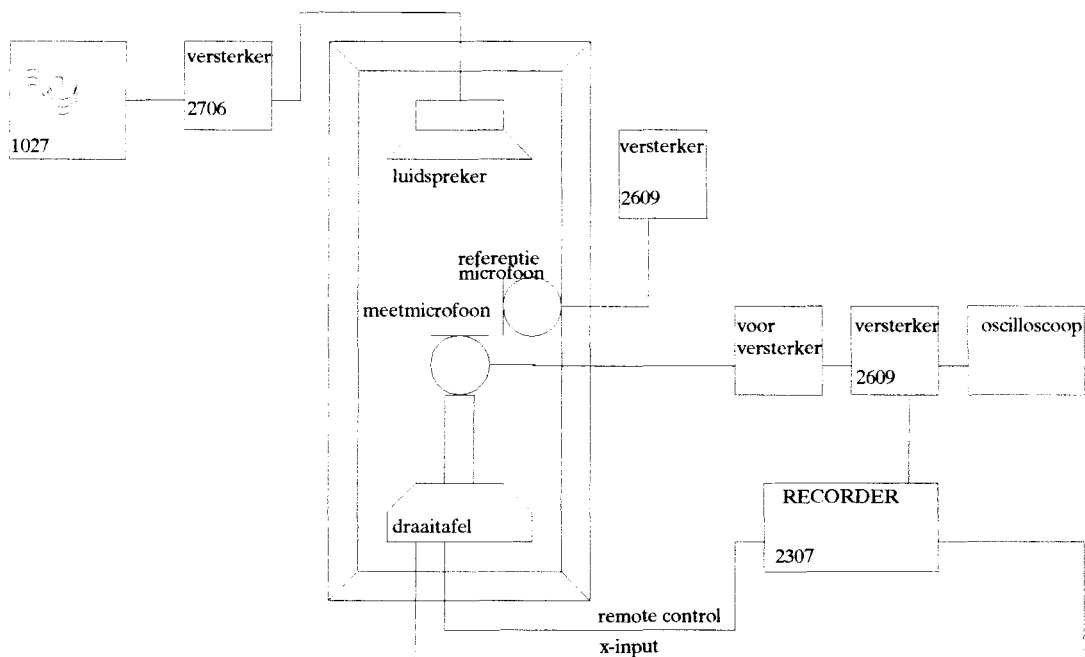 versterker
2706
1027
luidspreker
versterker
2609
referentie
microfoon
meetmicrofoon
voor
versterker
versterker
2609
oscilloscoop
draaitafel
RECORDER
2307
remote control
x-input